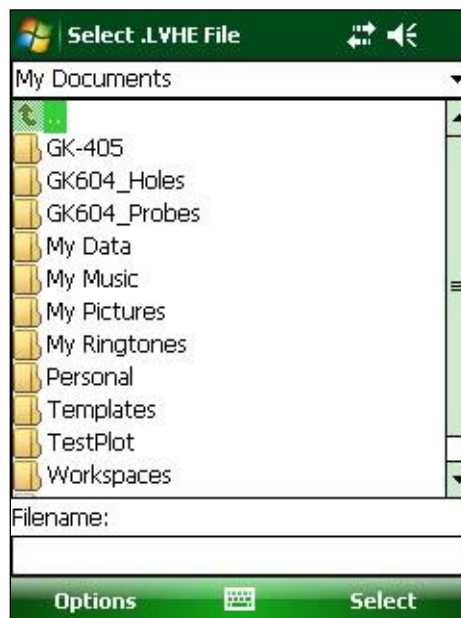 Select .LVHE File
My Documents
..
GK-405
GK604_Holes
GK604_Probes
My Data
My Music
My Pictures
My Ringtones
Personal
Templates
TestPlot
Workspaces
Filename:
Options
Select